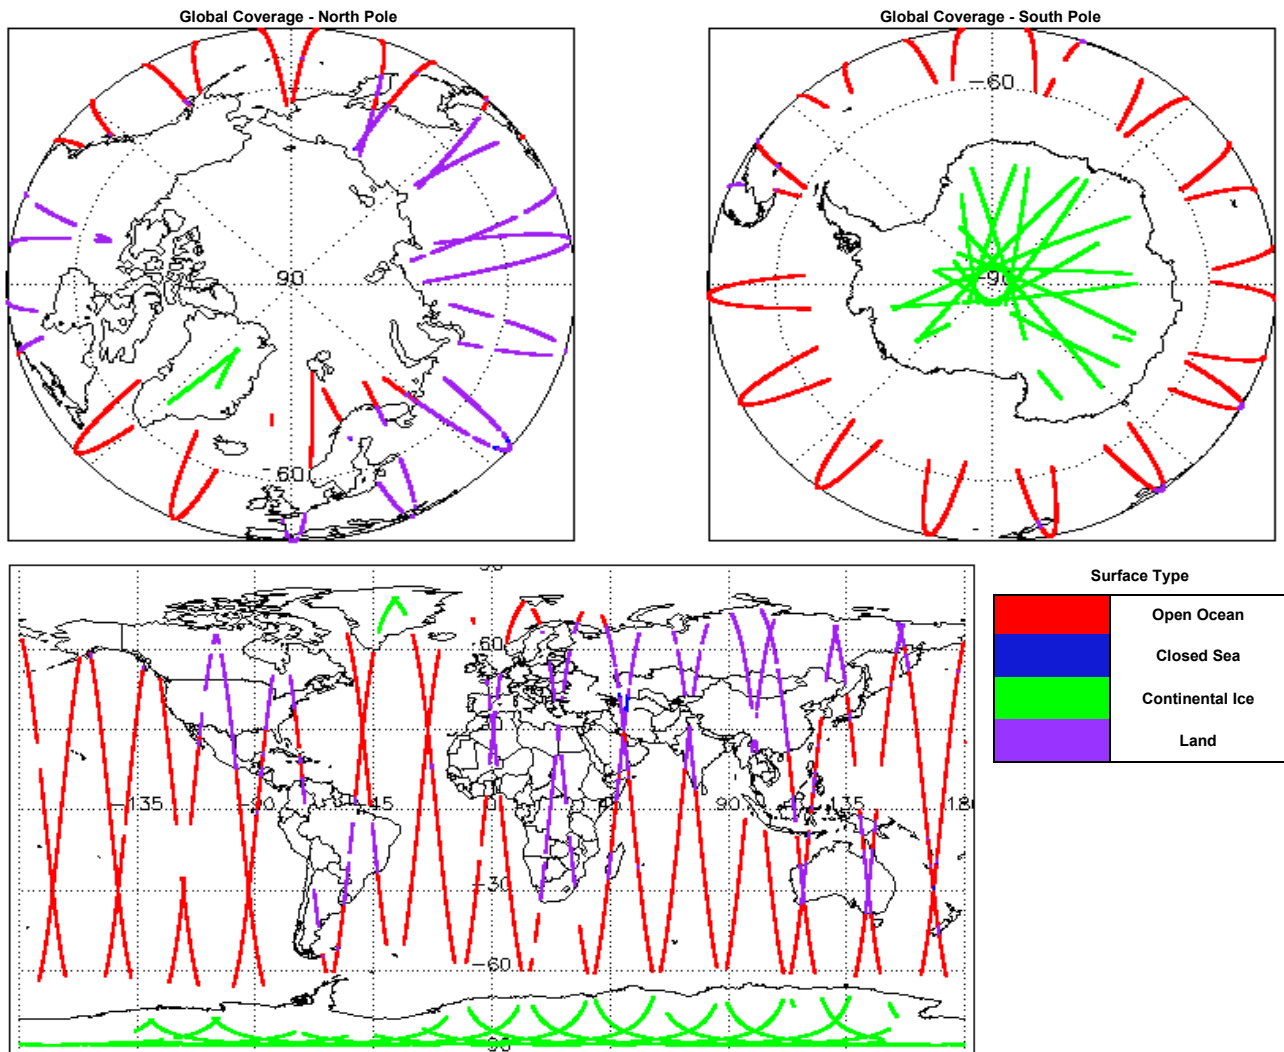 Global Coverage - North Pole
Global Coverage - South Pole
-60
90
-90
-60
Surface Type
Open Ocean
Closed Sea
Continental Ice
Land
60
-135
-90
-45
0
45
90
135
180
-30
-60